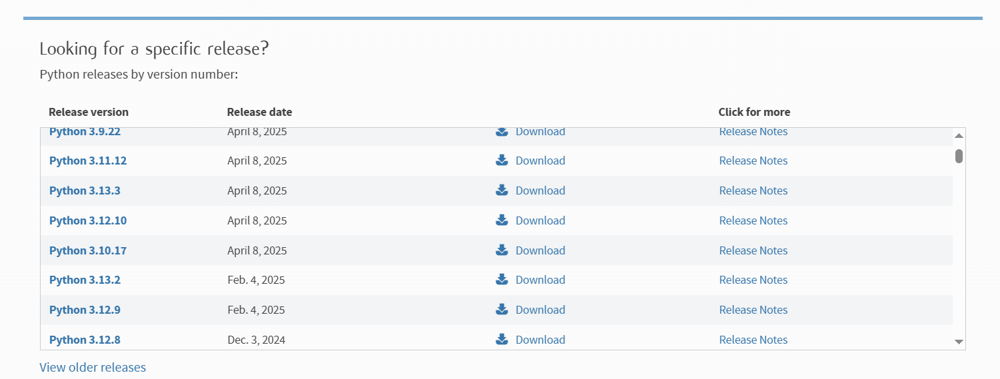 Looking for a specific release?
Python releases by version number:
Release version Release date Click for more
Python 3.9.22 April 8, 2025 Download Release Notes
Python 3.11.12 April 8, 2025 Download Release Notes
Python 3.13.3 April 8, 2025 Download Release Notes
Python 3.12.10 April 8, 2025 Download Release Notes
Python 3.10.17 April 8, 2025 Download Release Notes
Python 3.13.2 Feb. 4, 2025 Download Release Notes
Python 3.12.9 Feb. 4, 2025 Download Release Notes
Python 3.12.8 Dec. 3, 2024 Download Release Notes
View older releases